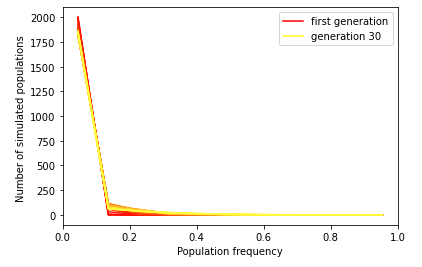 first generation
generation 30
Number of simulated populations
2000
1750
1500
1250
1000
750
500
250
0
0.0 0.2 0.4 0.6 0.8 1.0
Population frequency